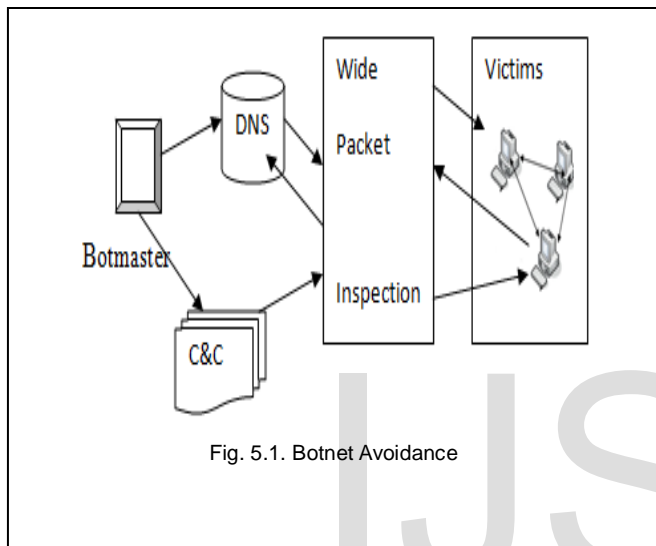 Wide
Victims
DNS
Packet
Botmaster
Inspection
C&C
Fig. 5.1. Botnet Avoidance
IJS